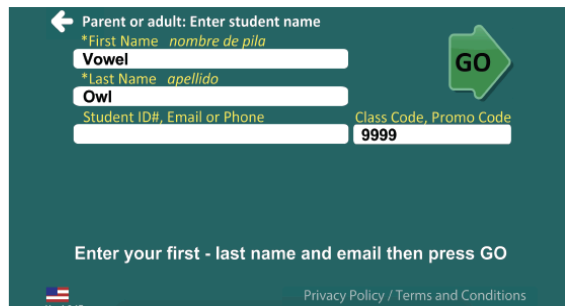 Parent or adult: Enter student name
*First Name nombre de pila
Vowel
GO
*Last Name apellido
Owl
Student ID#, Email or Phone Class Code, Promo Code
9999
Enter your first - last name and email then press GO
Privacy Policy / Terms and Conditions